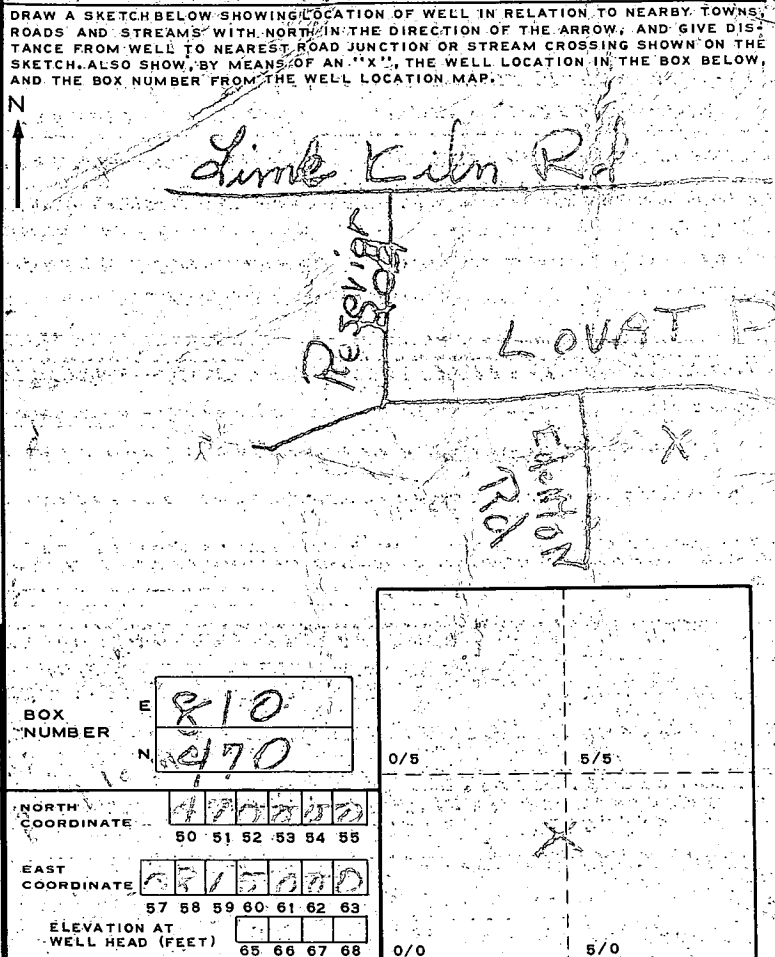 DRAW A SKETCH BELOW SHOWING LOCATION OF WELL IN RELATION TO NEARBY TOWNS,
ROADS AND STREAMS WITH NORTH IN THE DIRECTION OF THE ARROW, AND GIVE DIS-
TANCE FROM WELL TO NEAREST ROAD JUNCTION OR STREAM CROSSING SHOWN ON THE
SKETCH. ALSO SHOW, BY MEANS OF AN "X", THE WELL LOCATION IN THE BOX BELOW,
AND THE BOX NUMBER FROM THE WELL LOCATION MAP.
N
Lime Kiln Rd
Reservior
Rd
LOVAT
X
Edenton
Rd
BOX
NUMBER
E 810
N 470
0/5 5/5
X
0/0 5/0
NORTH
COORDINATE
50 51 52 53 54 55
EAST
COORDINATE
57 58 59 60 61 62 63
ELEVATION AT
WELL HEAD (FEET)
65 66 67 68